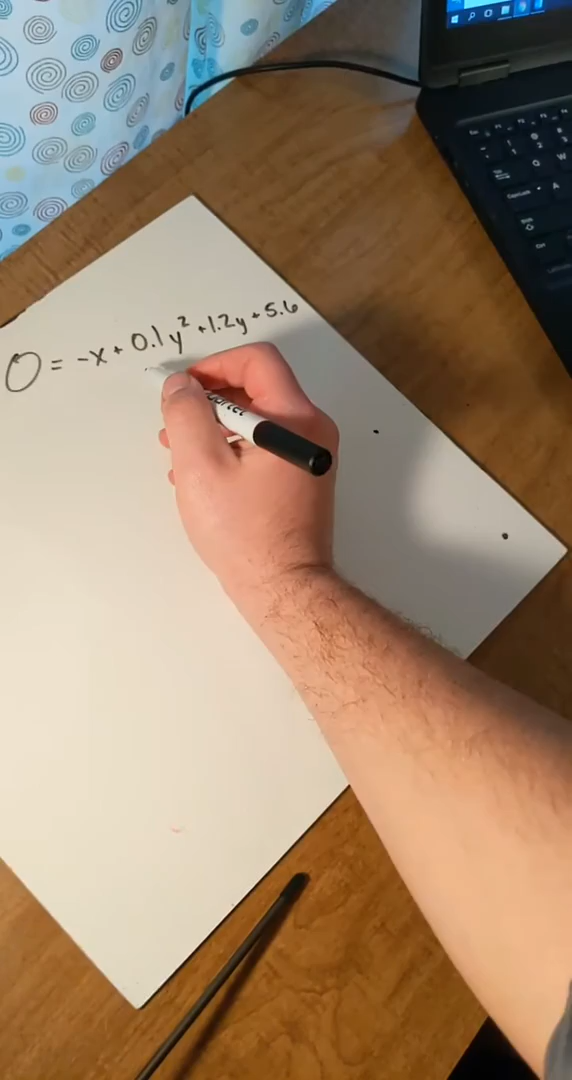 0 = -x + 0.1y² + 1.2y + 5.6